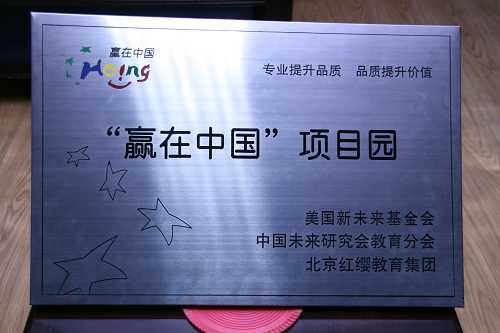 赢在中国
Hoing
专业提升品质 品质提升价值
“赢在中国”项目园
美国新未来基金会
中国未来研究会教育分会
北京红缨教育集团